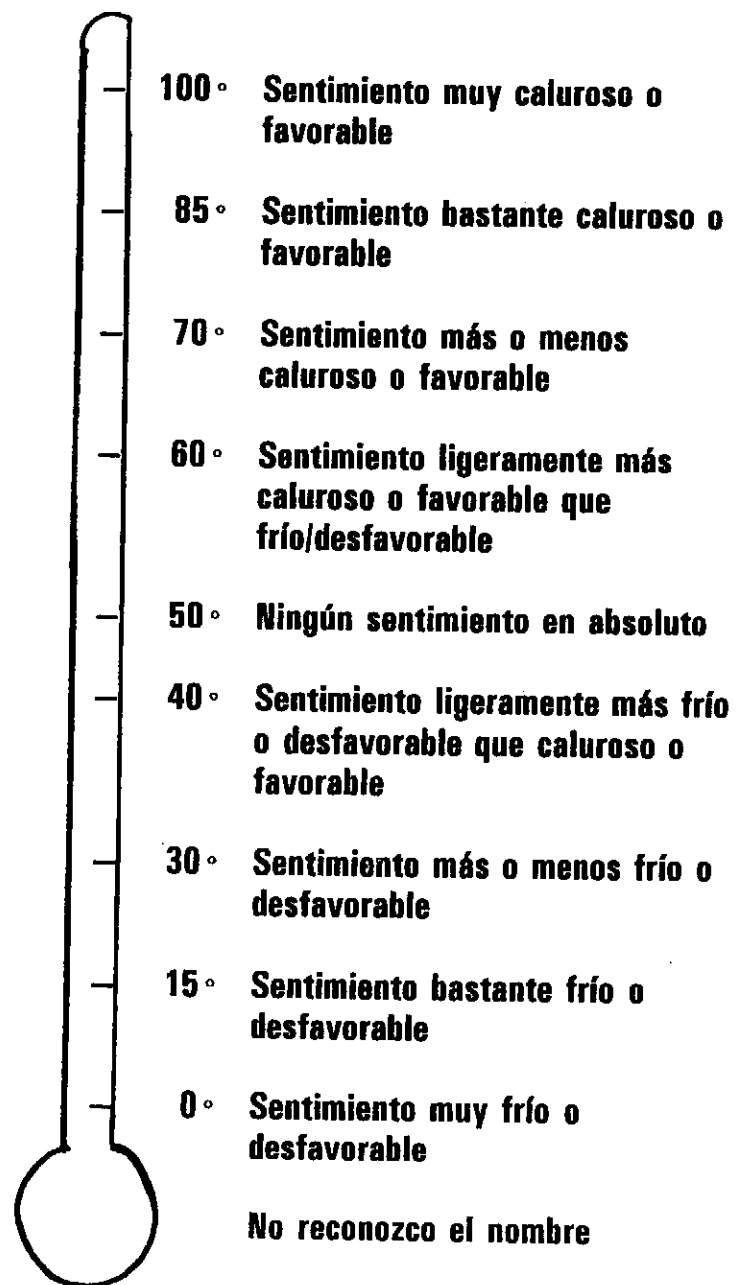 100° Sentimiento muy caluroso o
favorable
85° Sentimiento bastante caluroso o
favorable
70° Sentimiento más o menos
caluroso o favorable
60° Sentimiento ligeramente más
caluroso o favorable que
frío/desfavorable
50° Ningún sentimiento en absoluto
40° Sentimiento ligeramente más frío
o desfavorable que caluroso o
favorable
30° Sentimiento más o menos frío o
desfavorable
15° Sentimiento bastante frío o
desfavorable
0° Sentimiento muy frío o
desfavorable
No reconozco el nombre